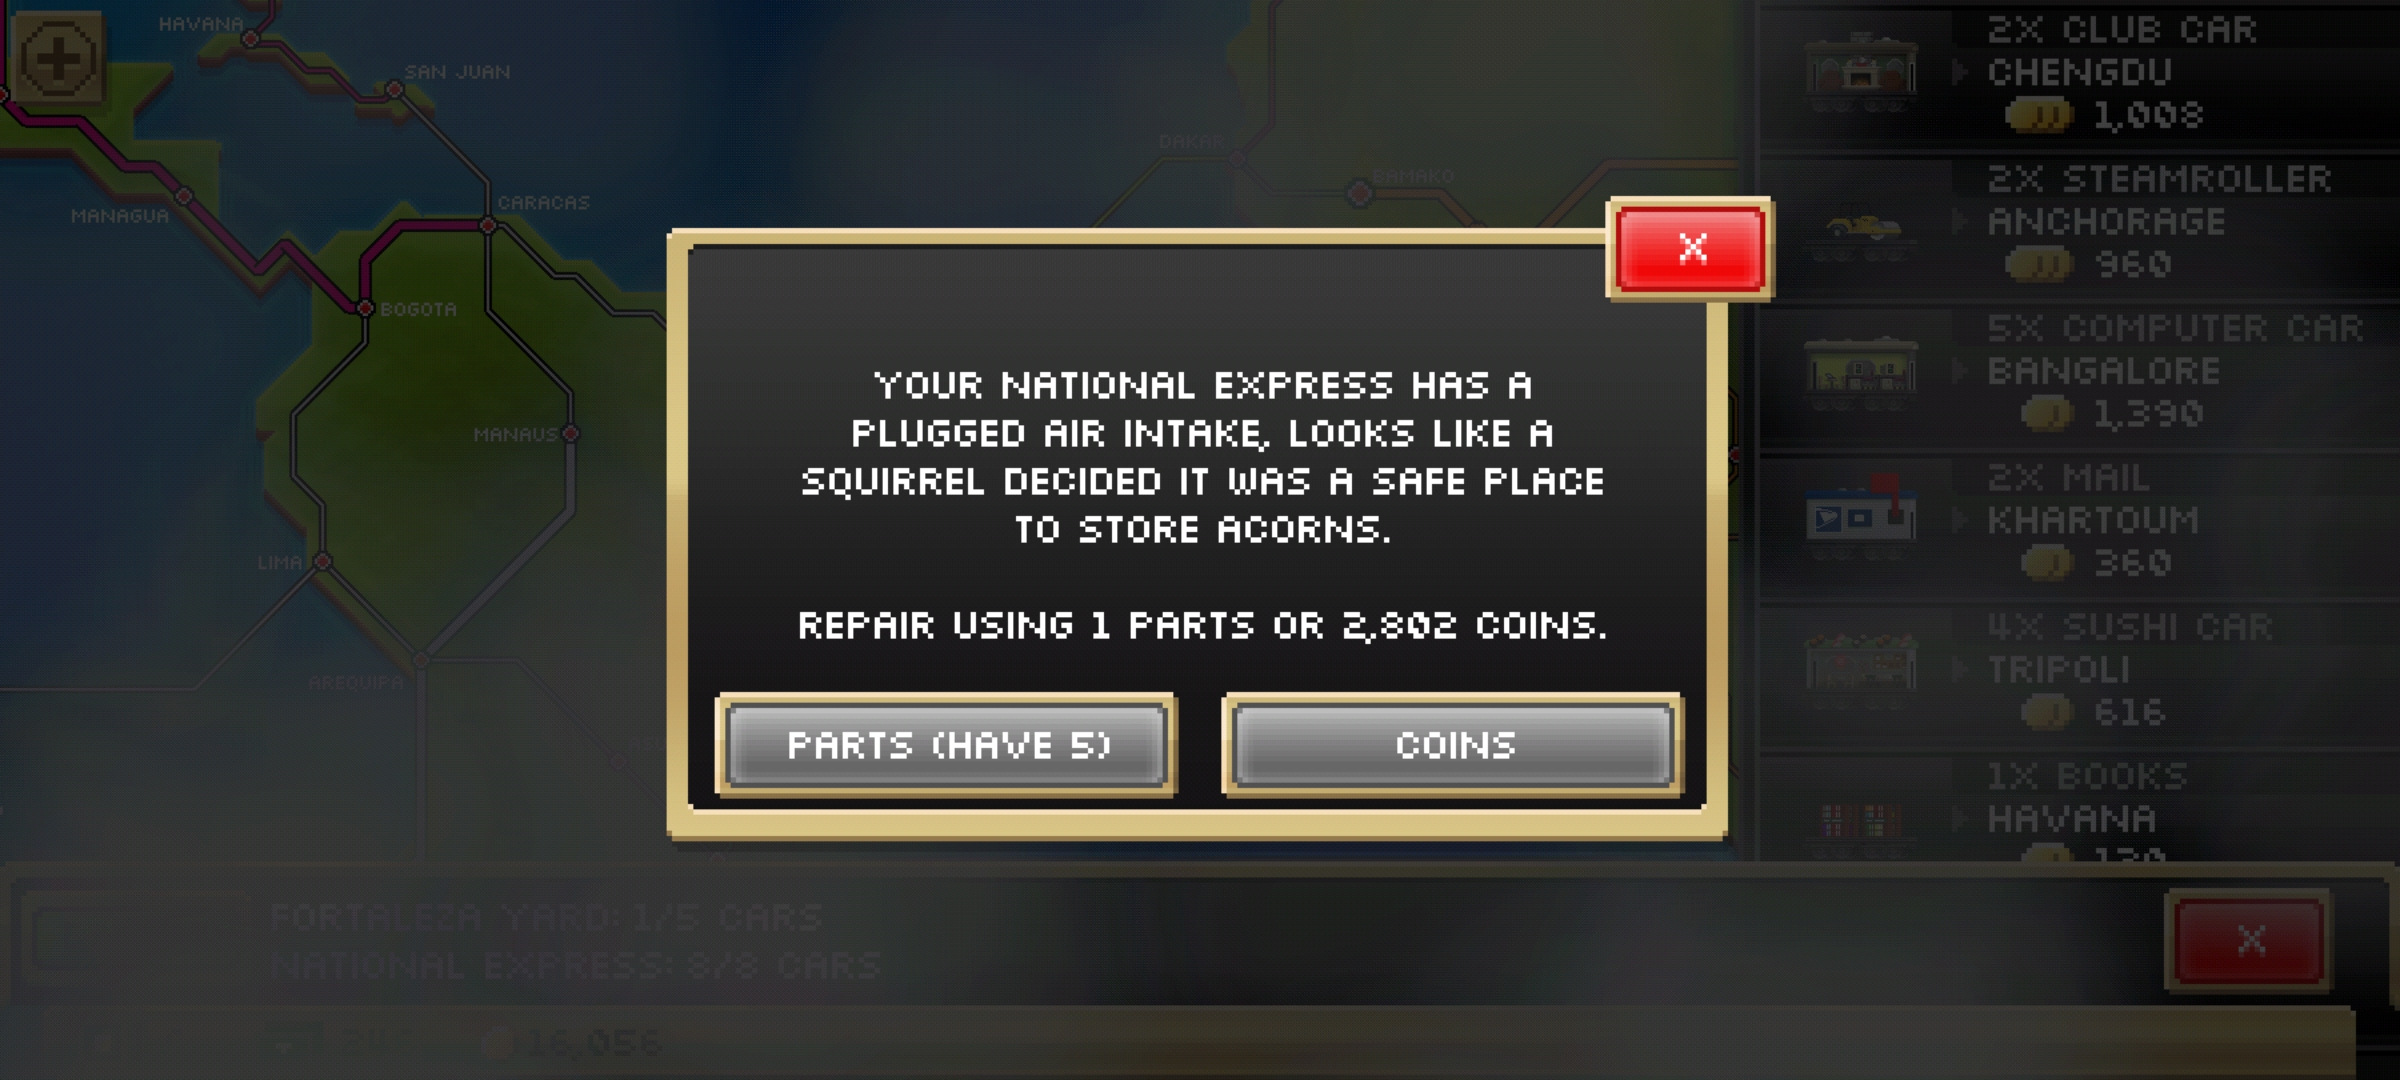 HAVANA
SAN JUAN
MANAGUA
CARACAS
BOGOTA
MANAUS
LIMA
AREQUIPA
DAKAR
BAMAKO
2X CLUB CAR
CHENGDU
1,008
2X STEAMROLLER
ANCHORAGE
960
5X COMPUTER CAR
BANGALORE
1,390
2X MAIL
KHARTOUM
360
4X SUSHI CAR
TRIPOLI
616
1X BOOKS
HAVANA
X
YOUR NATIONAL EXPRESS HAS A
PLUGGED AIR INTAKE, LOOKS LIKE A
SQUIRREL DECIDED IT WAS A SAFE PLACE
TO STORE ACORNS.
REPAIR USING 1 PARTS OR 2,802 COINS.
PARTS (HAVE 5)
COINS
FORTALEZA YARD: 1/5 CARS
NATIONAL EXPRESS: 8/8 CARS
X
16,056